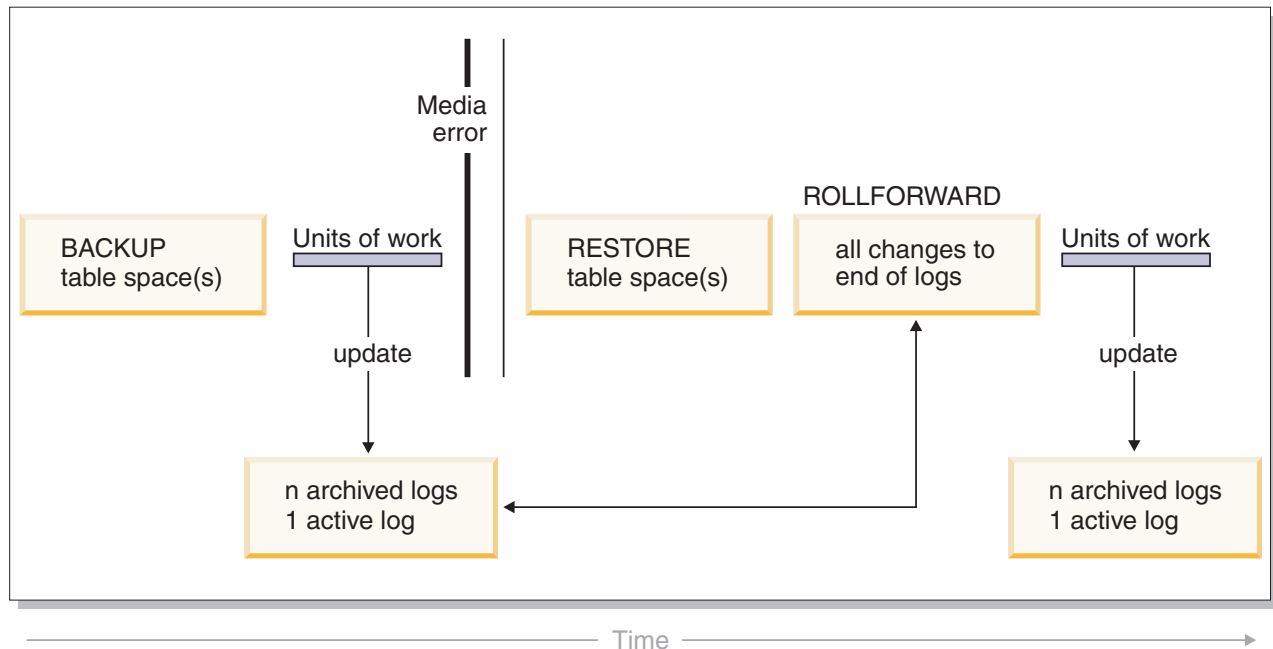 Media
error
ROLLFORWARD
BACKUP
table space(s)
Units of work
RESTORE
table space(s)
all changes to
end of logs
Units of work
update
update
n archived logs
1 active log
n archived logs
1 active log
Time